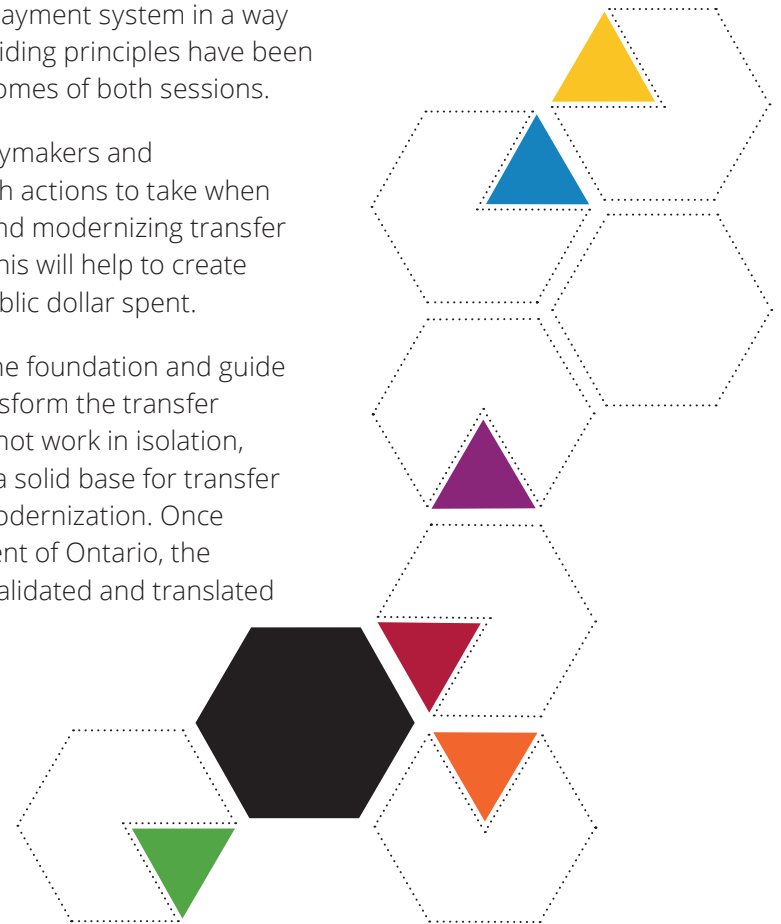 ayment system in a way
iding principles have been
omes of both sessions.
ymakers and
h actions to take when
nd modernizing transfer
his will help to create
blic dollar spent.
he foundation and guide
sform the transfer
not work in isolation,
a solid base for transfer
odernization. Once
ent of Ontario, the
alidated and translated